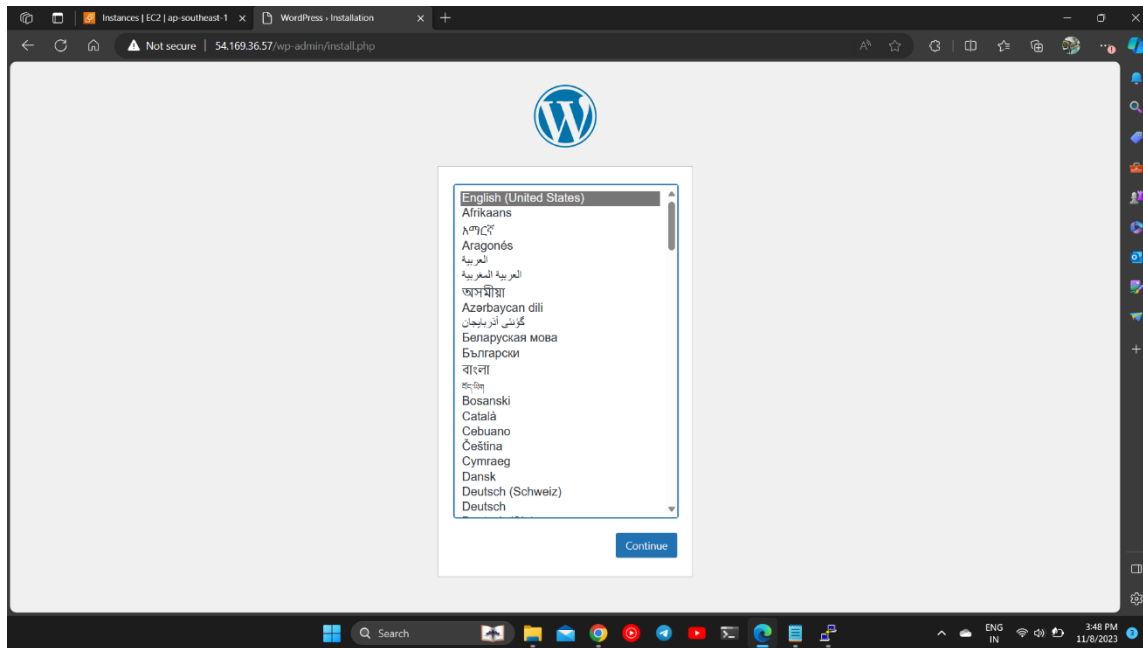 Instances | EC2 | ap-southeast-1
WordPress › Installation
Not secure | 54.169.36.57/wp-admin/install.php
English (United States)
Afrikaans
አማርኛ
Aragonés
العربية
العربية المغربية
অসমীয়া
Azərbaycan dili
گؤنئی آذربایجان
Беларуская мова
Български
বাংলা
བོད་ཡིག
Bosanski
Català
Cebuano
Čeština
Cymraeg
Dansk
Deutsch (Schweiz)
Deutsch
Continue
Search
ENG
IN
3:48 PM
11/8/2023
3